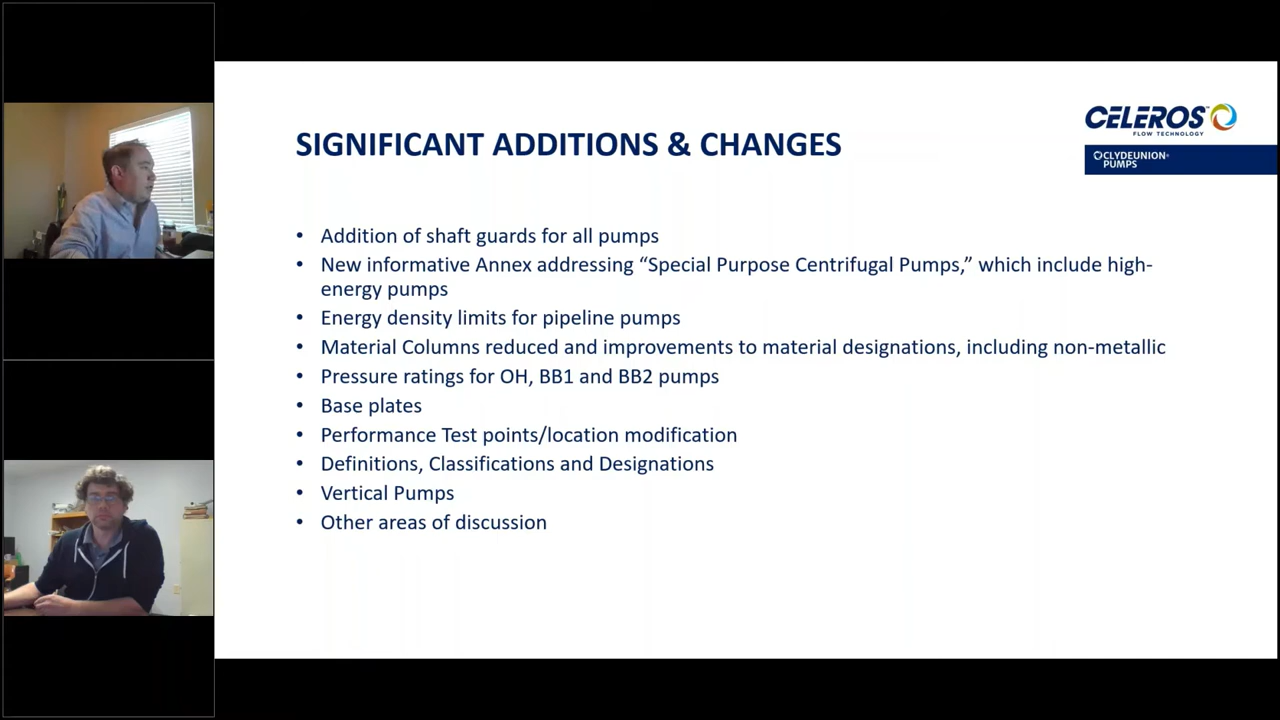 SIGNIFICANT ADDITIONS & CHANGES
CELEROS
FLOW TECHNOLOGY
CLYDEUNION
PUMPS
• Addition of shaft guards for all pumps
• New informative Annex addressing “Special Purpose Centrifugal Pumps,” which include high-
energy pumps
• Energy density limits for pipeline pumps
• Material Columns reduced and improvements to material designations, including non-metallic
• Pressure ratings for OH, BB1 and BB2 pumps
• Base plates
• Performance Test points/location modification
• Definitions, Classifications and Designations
• Vertical Pumps
• Other areas of discussion